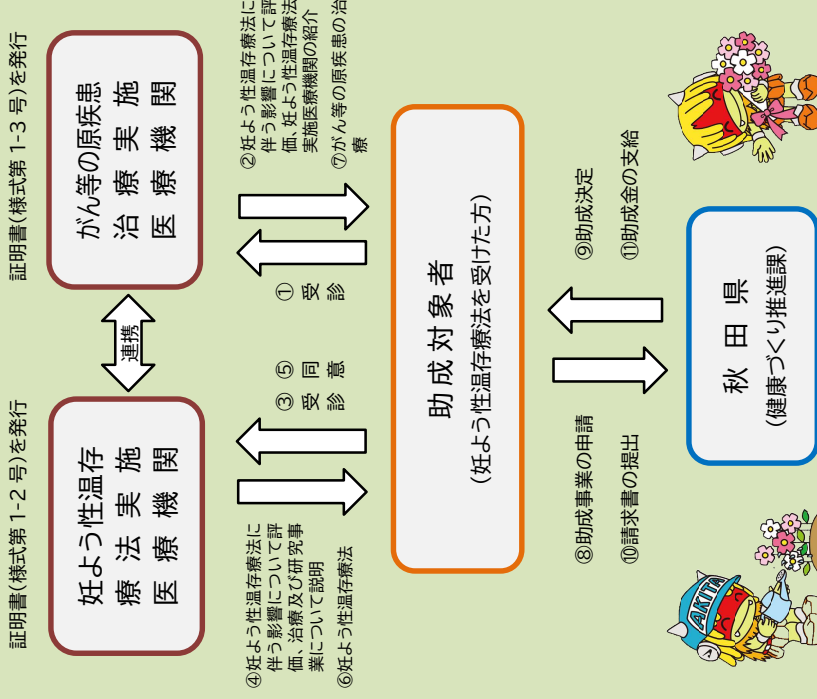 証明書(様式第1-2号)を発行
証明書(様式第1-3号)を発行
妊よう性温存
療法実施
医療機関
連携
がん等の原疾患
治療実施
医療機関
④妊よう性温存療法に
伴う影響について評
価、治療及び研究事
業について説明
⑥妊よう性温存療法
③受診
⑤同意
①受診
②妊よう性温存療法に
伴う影響について評
価、妊よう性温存療法
実施医療機関の紹介
⑦がん等の原疾患の治
療
助成対象者
(妊よう性温存療法を受けた方)
⑧助成事業の申請
⑩請求書の提出
⑨助成決定
⑪助成金の支給
秋田県
(健康づくり推進課)
AKITA